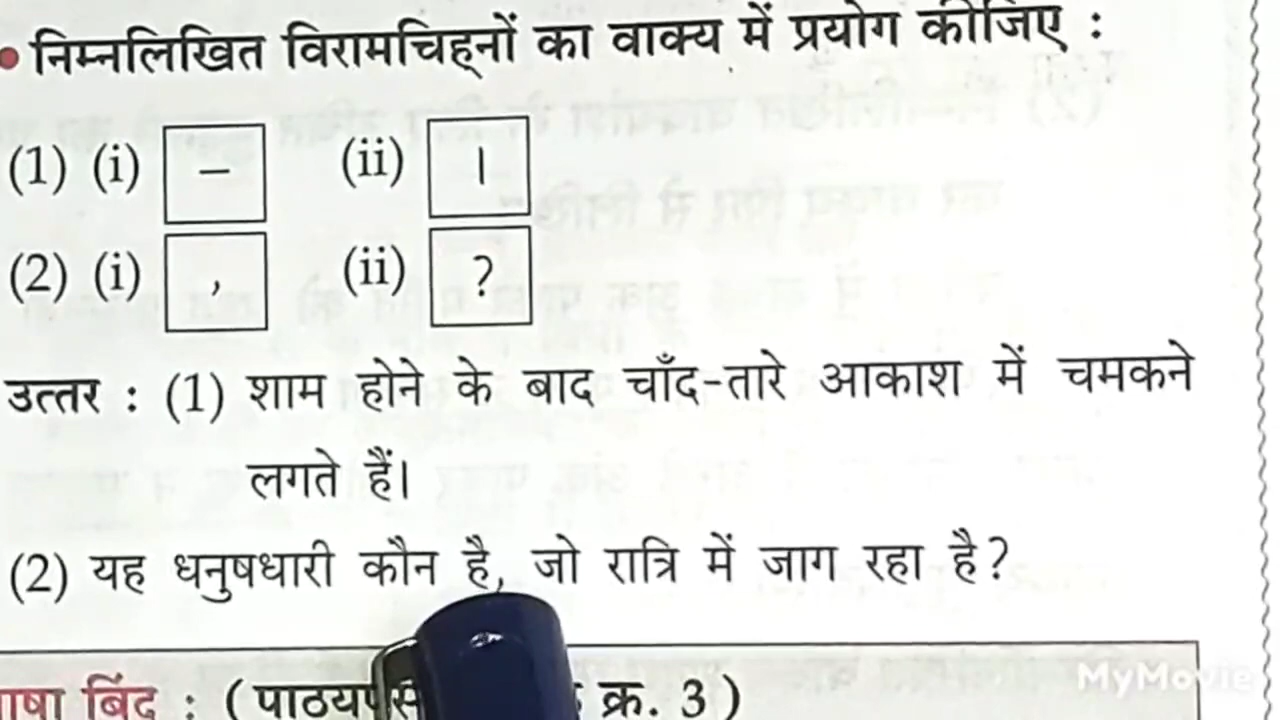 • निम्नलिखित विरामचिह्नों का वाक्य में प्रयोग कीजिए :
(1) (i) – (ii) |
(2) (i) , (ii) ?
उत्तर : (1) शाम होने के बाद चाँद-तारे आकाश में चमकने
लगते हैं।
(2) यह धनुषधारी कौन है, जो रात्रि में जाग रहा है?
: ( क्र. 3 )
MyMovie